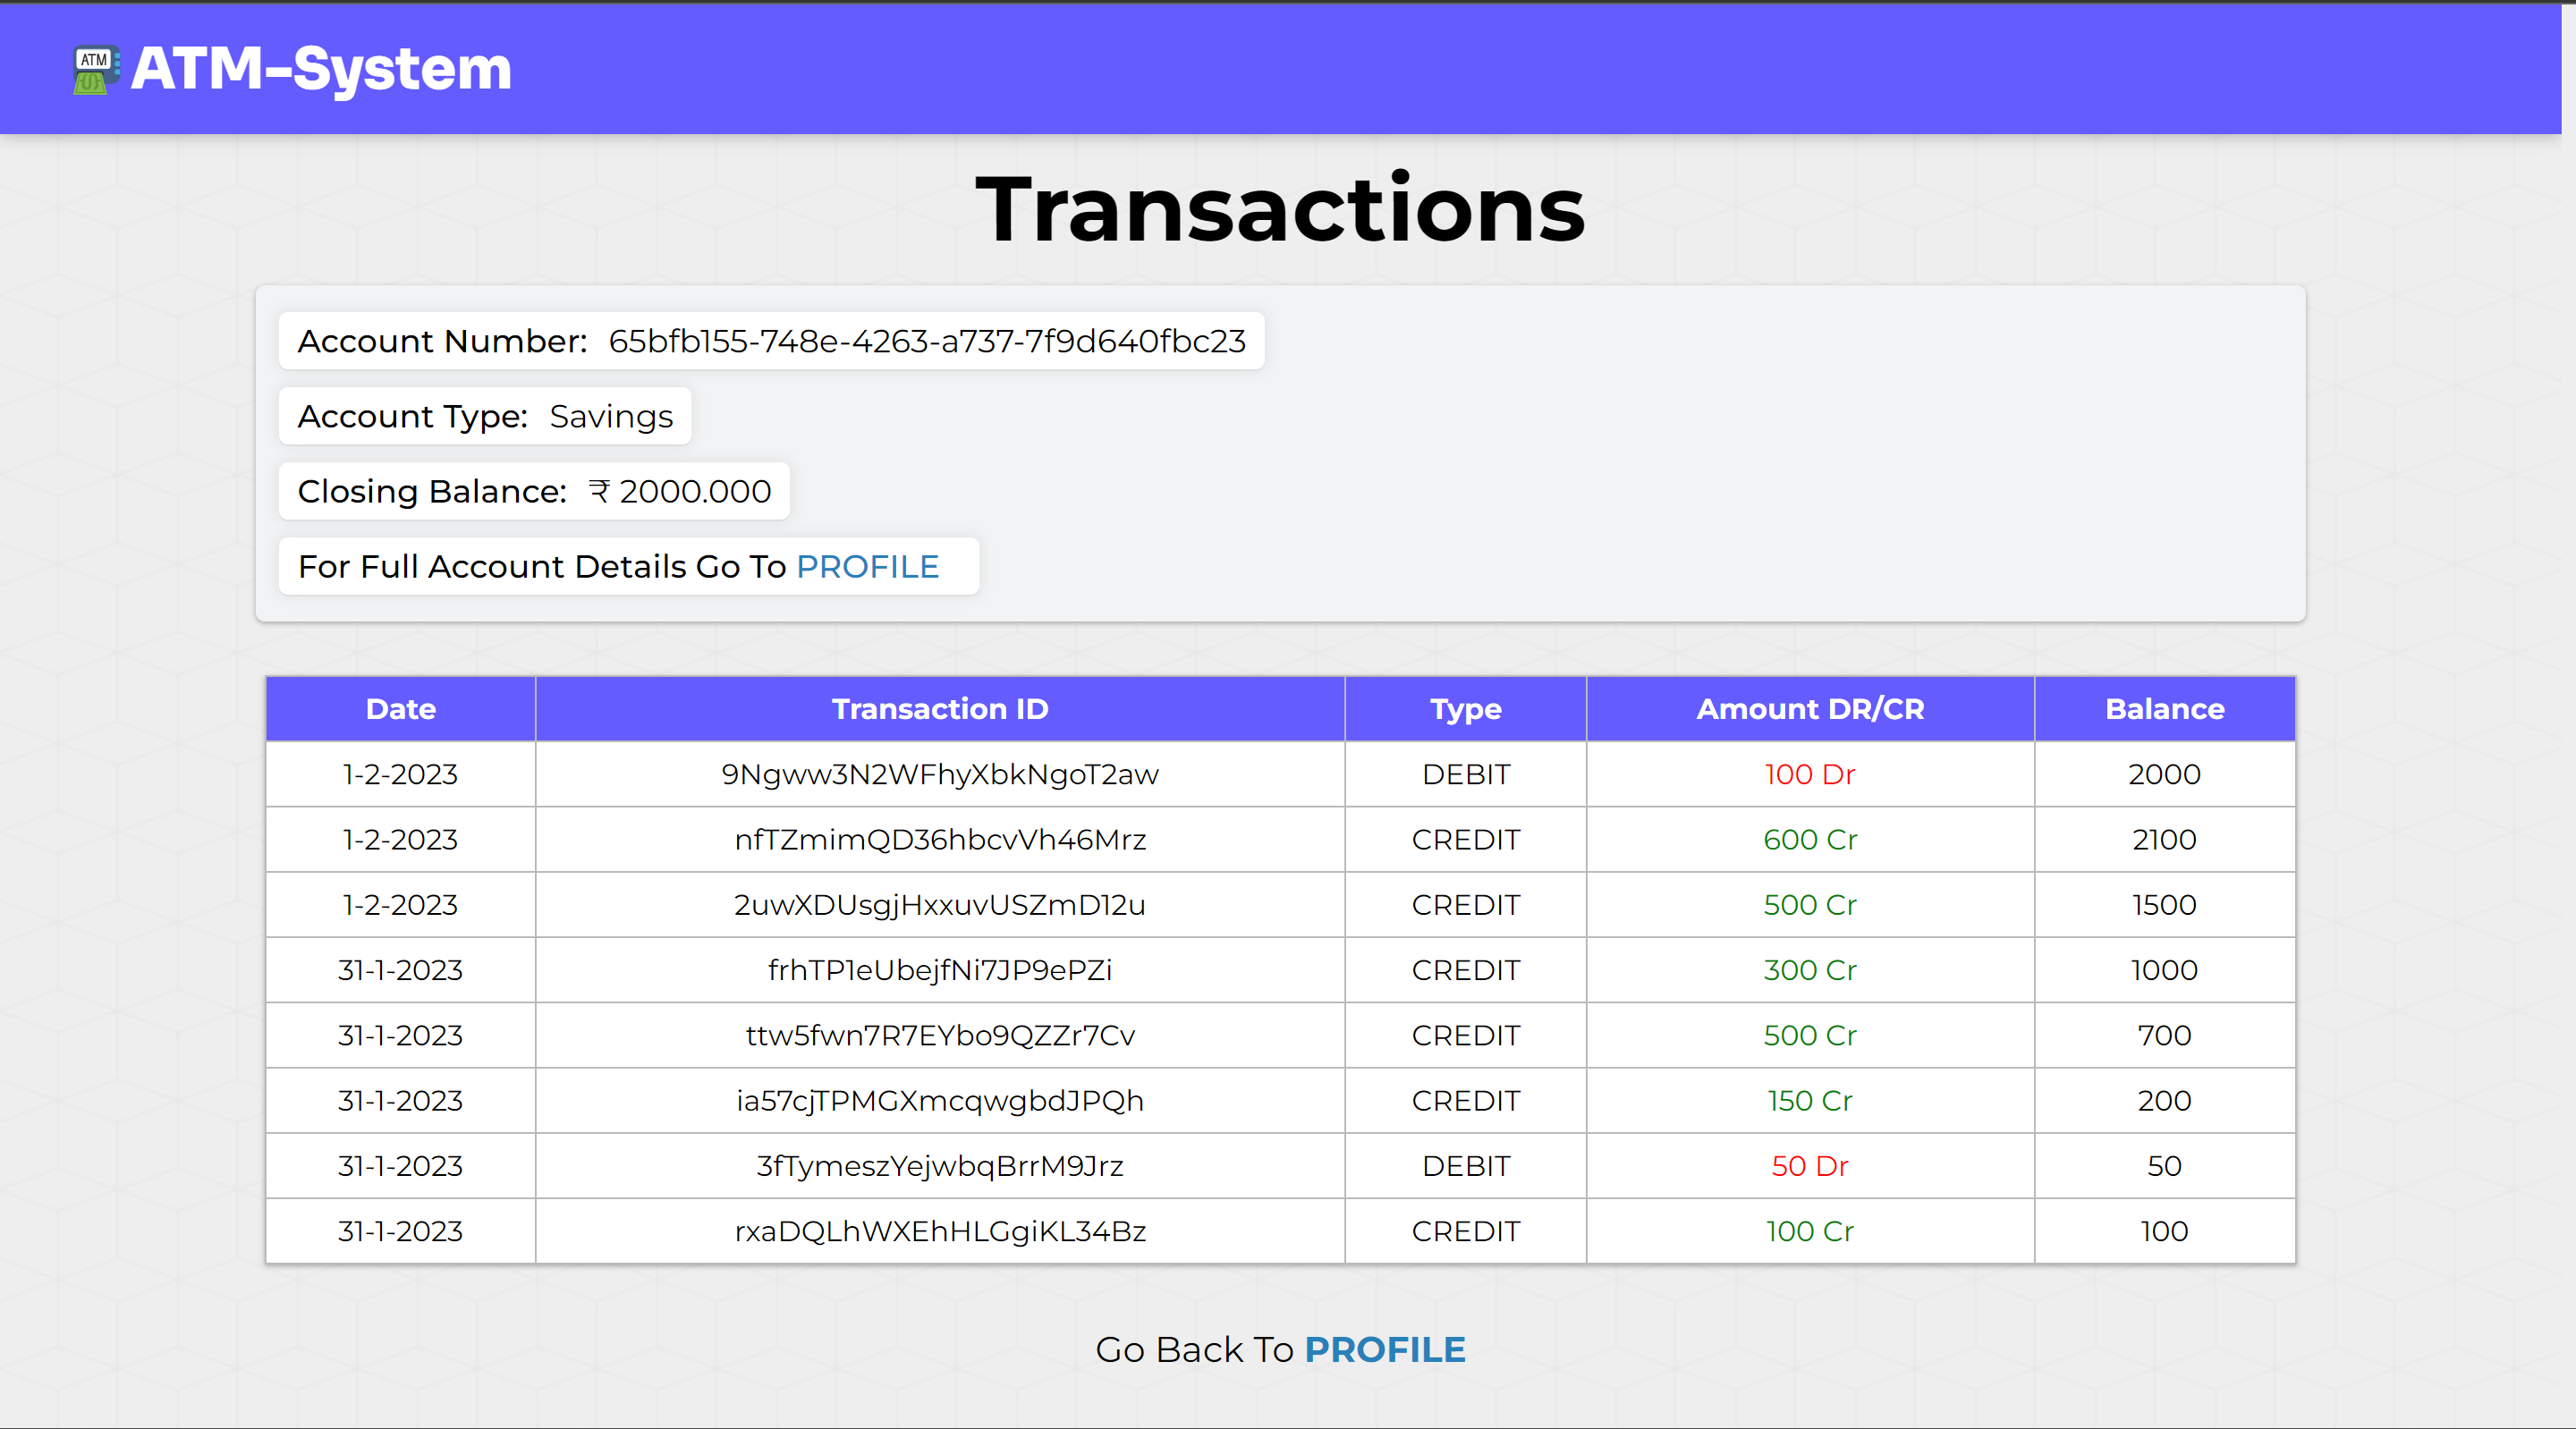 ATM ATM-System
Transactions
Account Number: 65bfb155-748e-4263-a737-7f9d640fbc23
Account Type: Savings
Closing Balance: ₹ 2000.000
For Full Account Details Go To PROFILE
Date Transaction ID Type Amount DR/CR Balance
1-2-2023 9Ngww3N2WFhyXbkNgoT2aw DEBIT 100 Dr 2000
1-2-2023 nfTZmimQD36hbcvVh46Mrz CREDIT 600 Cr 2100
1-2-2023 2uwXDUsgjHxxuvUSZmD12u CREDIT 500 Cr 1500
31-1-2023 frhTP1eUbejfNi7JP9ePZi CREDIT 300 Cr 1000
31-1-2023 ttw5fwn7R7EYbo9QZZr7Cv CREDIT 500 Cr 700
31-1-2023 ia57cjTPMGXmcqwgbdJPQh CREDIT 150 Cr 200
31-1-2023 3fTymeszYejwbqBrrM9Jrz DEBIT 50 Dr 50
31-1-2023 rxaDQLhWXEhHLGgiKL34Bz CREDIT 100 Cr 100
Go Back To PROFILE